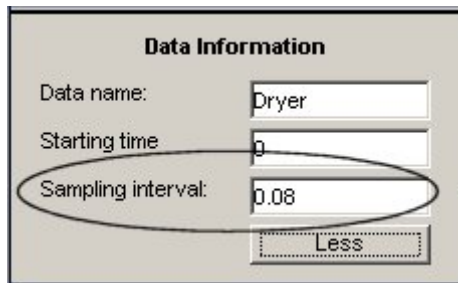 Data Information
Data name: Dryer
Starting time 0
Sampling interval: 0.08
Less